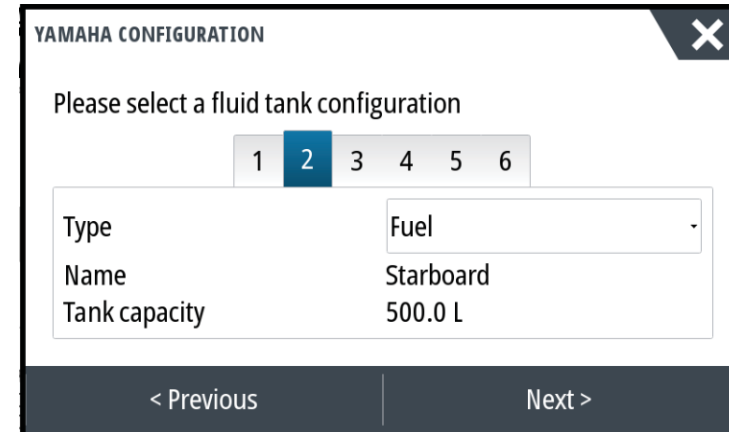 YAMAHA CONFIGURATION
Please select a fluid tank configuration
1 2 3 4 5 6
Type Fuel
Name Starboard
Tank capacity 500.0 L
< Previous Next >